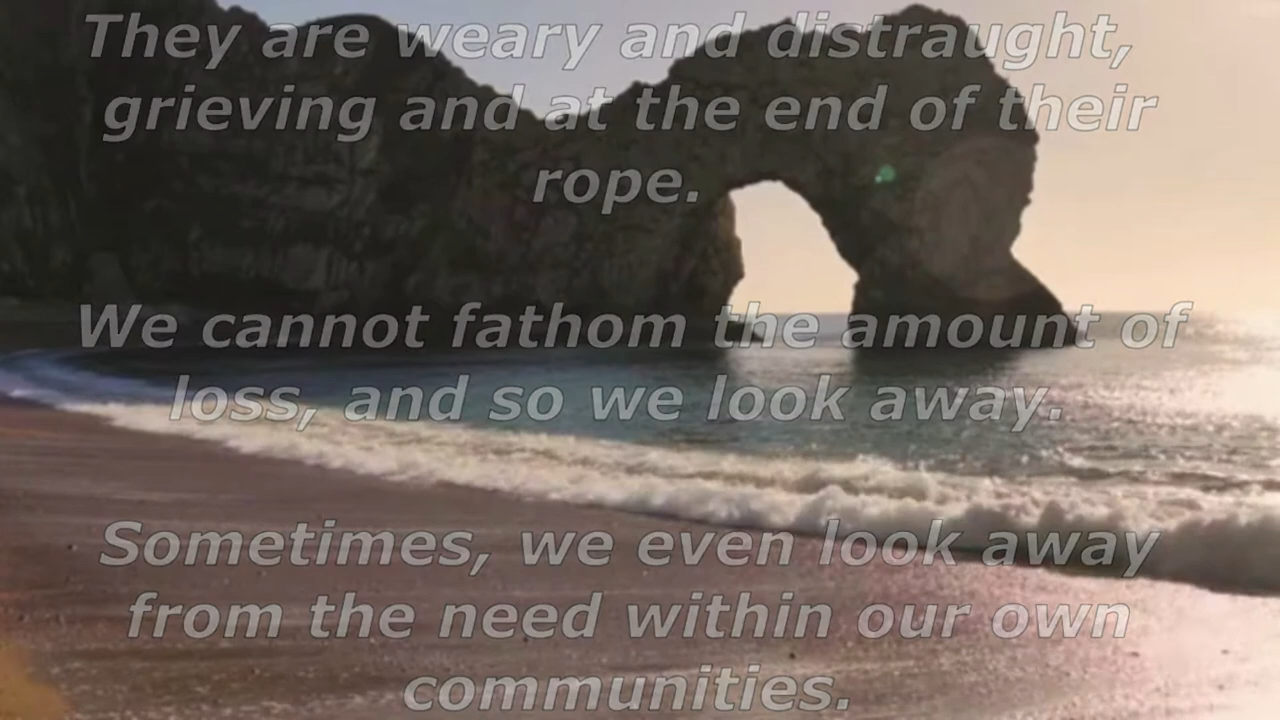 They are weary and distraught,
grieving and at the end of their
rope.
We cannot fathom the amount of
loss, and so we look away.
Sometimes, we even look away
from the need within our own
communities.